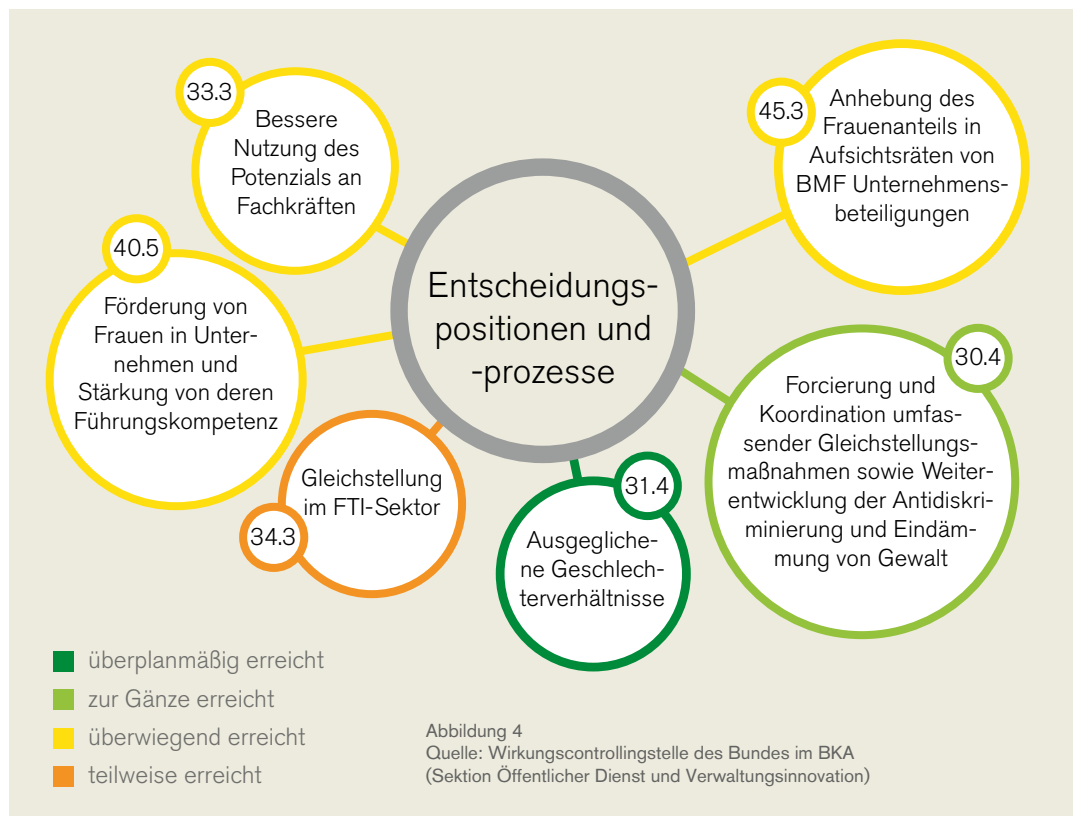 33.3
Bessere
Nutzung des
Potenzials an
Fachkräften
45.3
Anhebung des
Frauenanteils in
Aufsichtsräten von
BMF Unternehmens-
beteiligungen
40.5
Förderung von
Frauen in Unter-
nehmen und
Stärkung von deren
Führungskompetenz
Entscheidungs-
positionen und
-prozesse
30.4
Forcierung und
Koordination umfas-
sender Gleichstellungs-
maßnahmen sowie Weiter-
entwicklung der Antidiskri-
minierung und Eindäm-
mung von Gewalt
Gleichstellung
im FTI-Sektor
34.3
31.4
Ausgegliche-
ne Geschlech-
terverhältnisse
überplanmäßig erreicht
zur Gänze erreicht
überwiegend erreicht
teilweise erreicht
Abbildung 4
Quelle: Wirkungscontrollingstelle des Bundes im BKA
(Sektion Öffentlicher Dienst und Verwaltungsinnovation)